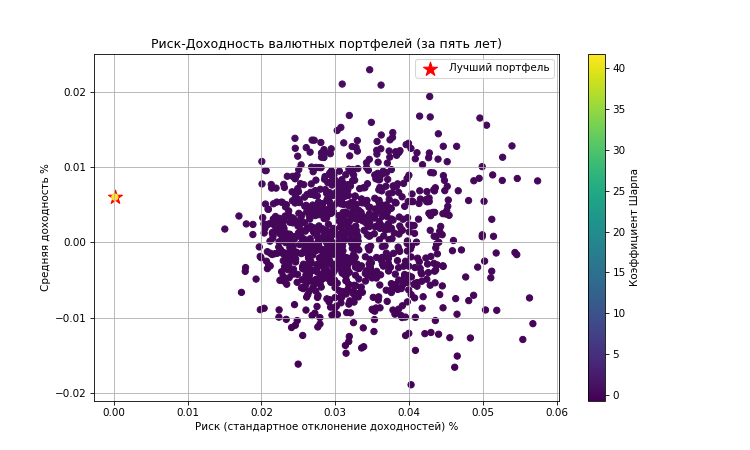 Риск-Доходность валютных портфелей (за пять лет)
Лучший портфель
Средняя доходность %
0.02
0.01
0.00
−0.01
−0.02
0.00 0.01 0.02 0.03 0.04 0.05 0.06
Риск (стандартное отклонение доходностей) %
40
35
30
25
20
15
10
5
0
Коэффициент Шарпа